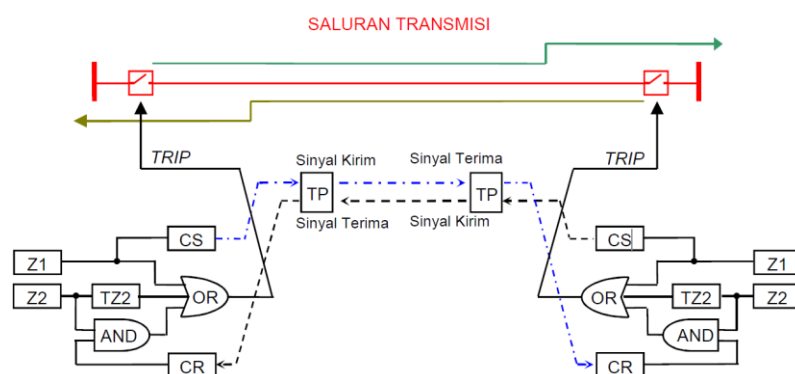 SALURAN TRANSMISI
TRIP
Sinyal Kirim
Sinyal Terima
TRIP
TP
TP
Sinyal Terima
Sinyal Kirim
CS
CS
Z1
Z1
Z2
TZ2
OR
OR
TZ2
Z2
AND
AND
CR
CR